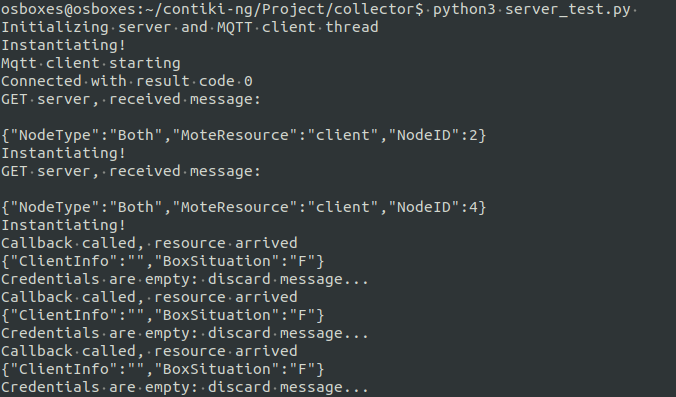 osboxes@osboxes:~/contiki-ng/Project/collector$ python3 server_test.py
Initializing server and MQTT client thread
Instantiating!
Mqtt client starting
Connected with result code 0
GET server, received message:
{"NodeType":"Both","MoteResource":"client","NodeID":2}
Instantiating!
GET server, received message:
{"NodeType":"Both","MoteResource":"client","NodeID":4}
Instantiating!
Callback called, resource arrived
{"ClientInfo":"","BoxSituation":"F"}
Credentials are empty: discard message...
Callback called, resource arrived
{"ClientInfo":"","BoxSituation":"F"}
Credentials are empty: discard message...
Callback called, resource arrived
{"ClientInfo":"","BoxSituation":"F"}
Credentials are empty: discard message...